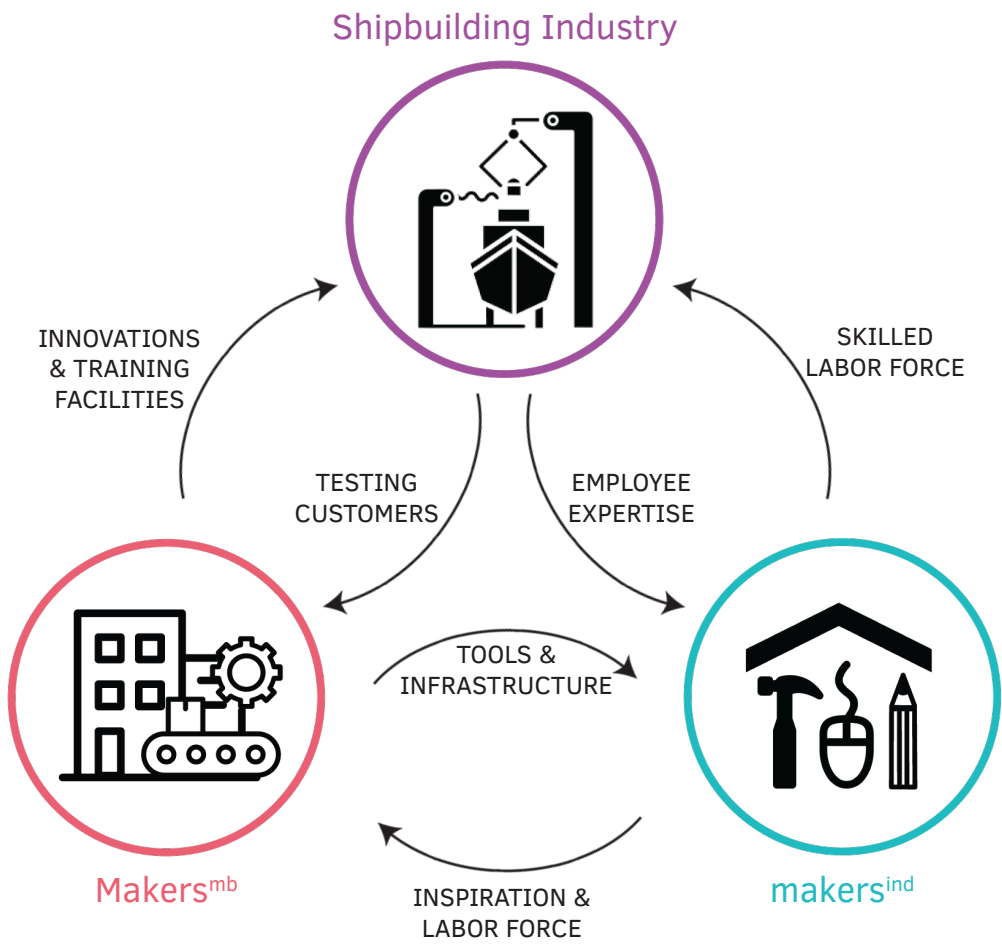 Shipbuilding Industry
INNOVATIONS
& TRAINING
FACILITIES
SKILLED
LABOR FORCE
TESTING
CUSTOMERS
EMPLOYEE
EXPERTISE
TOOLS &
INFRASTRUCTURE
Makersᵐᵇ
makersⁱⁿᵈ
INSPIRATION &
LABOR FORCE